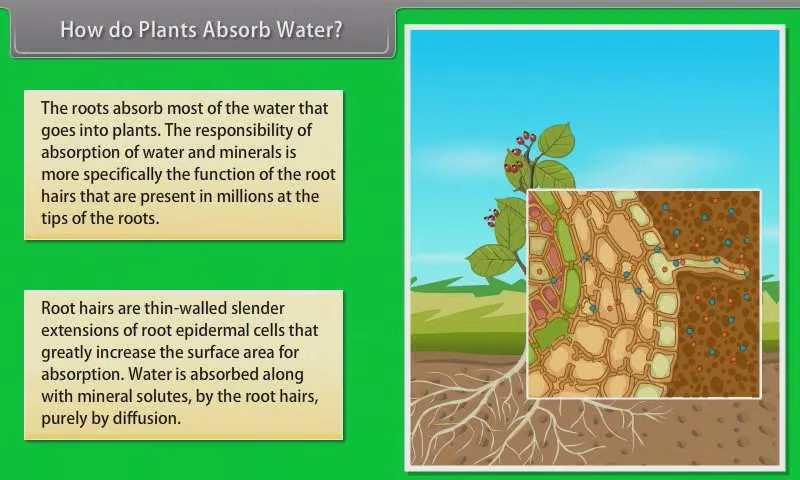 How do Plants Absorb Water?
The roots absorb most of the water that
goes into plants. The responsibility of
absorption of water and minerals is
more specifically the function of the root
hairs that are present in millions at the
tips of the roots.
Root hairs are thin-walled slender
extensions of root epidermal cells that
greatly increase the surface area for
absorption. Water is absorbed along
with mineral solutes, by the root hairs,
purely by diffusion.